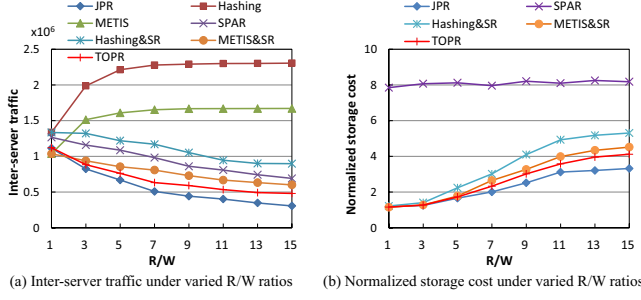 JPR Hashing
METIS SPAR
Hashing&SR METIS&SR
TOPR
2.5
x 10^6
2
1.5
1
0.5
0
Inter-server traffic
1 3 5 7 9 11 13 15
R/W
(a) Inter-server traffic under varied R/W ratios
JPR SPAR
Hashing&SR METIS&SR
TOPR
10
8
6
4
2
0
Normalized storage cost
1 3 5 7 9 11 13 15
R/W
(b) Normalized storage cost under varied R/W ratios